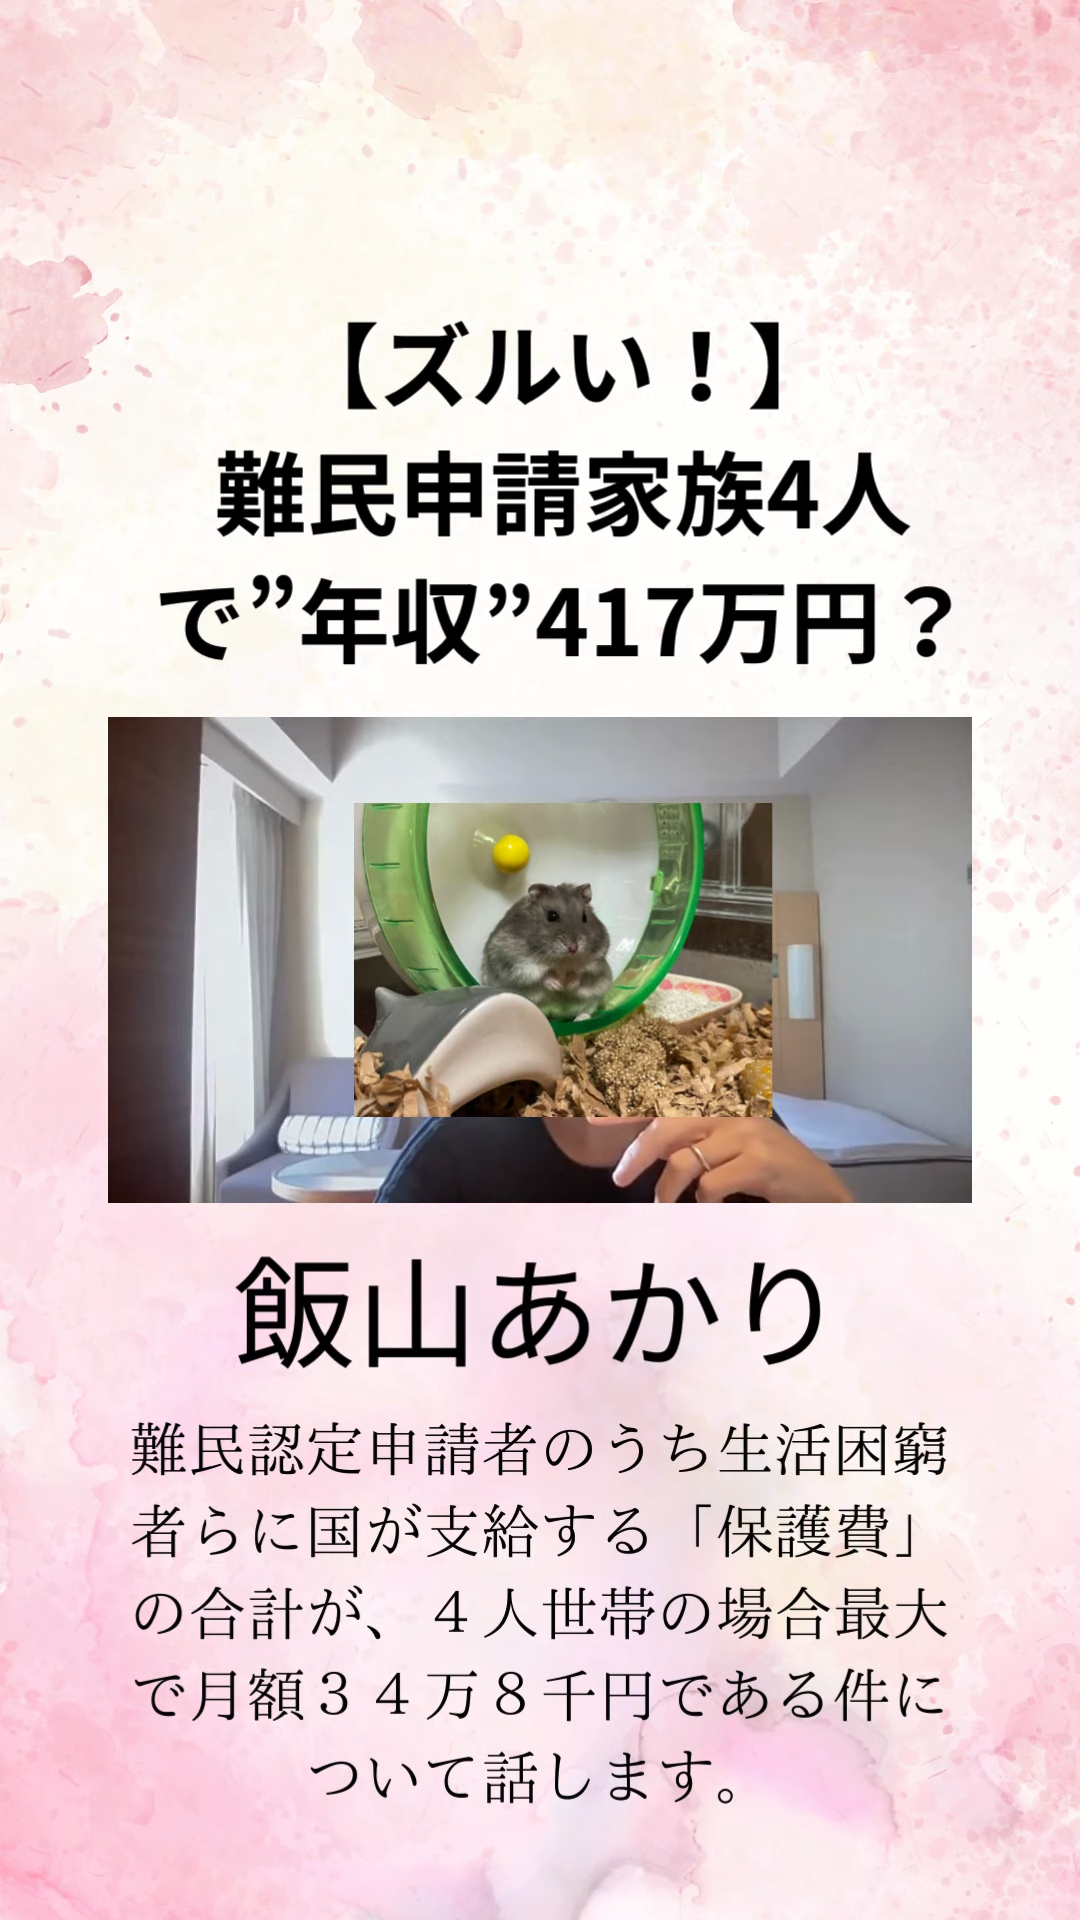 【ズルい！】
難民申請家族4人
で”年収”417万円？
飯山あかり
難民認定申請者のうち生活困窮
者らに国が支給する「保護費」
の合計が、４人世帯の場合最大
で月額３４万８千円である件に
ついて話します。